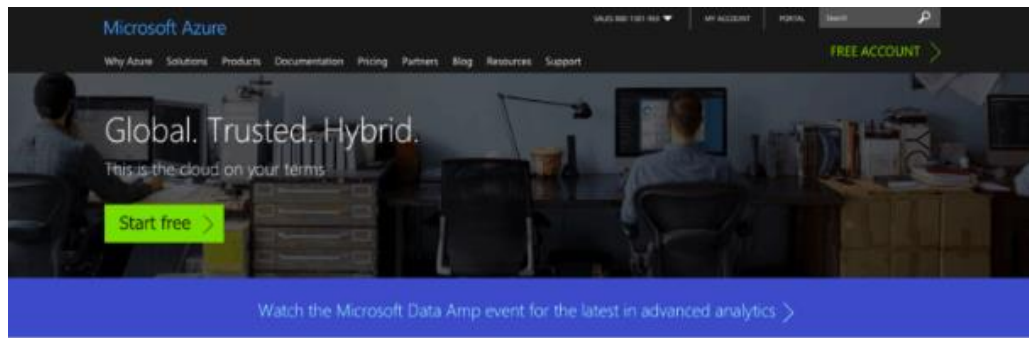 Microsoft Azure
MY ACCOUNT
PORTAL
Search
FREE ACCOUNT
Why Azure Solutions Products Documentation Pricing Partners Blog Resources Support
Global. Trusted. Hybrid.
This is the cloud on your terms
Start free
Watch the Microsoft Data Amp event for the latest in advanced analytics